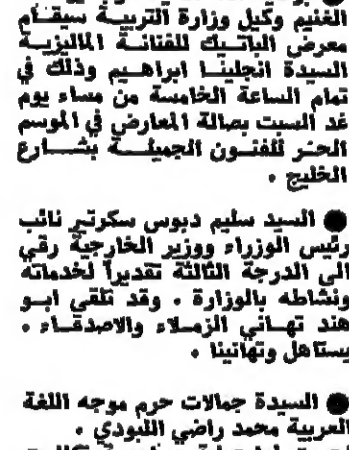 الغنيم وكيل وزارة التربية سيقام
معرض الباتيك للفنانة الماليزية
السيدة انجلينا ابراهيم وذلك في
تمام الساعة الخامسة من مساء يوم
غد السبت بصالة المعارض في الموسم
الحر للفنون الجميلة بشارع
الخليج .
● السيد سليم دبوس سكرتير نائب
رئيس الوزراء ووزير الخارجية رقي
الى الدرجة الثالثة تقديراً لخدماته
ونشاطه بالوزارة . وقد تلقى ابو
هند تهاني الزملاء والاصدقاء .
يستاهل وتهانينا .
● السيدة جمالات حرم موجه اللغة
العربية محمد راضي اللبودي .